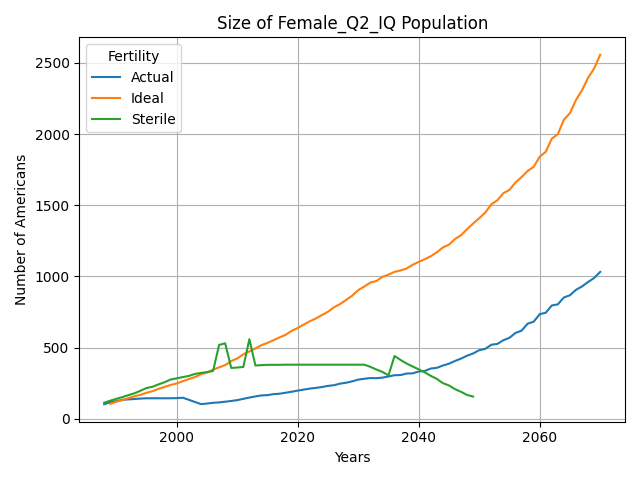 Size of Female_Q2_IQ Population
Fertility
Actual
Ideal
Sterile
Number of Americans
2500
2000
1500
1000
500
0
2000
2020
2040
2060
Years